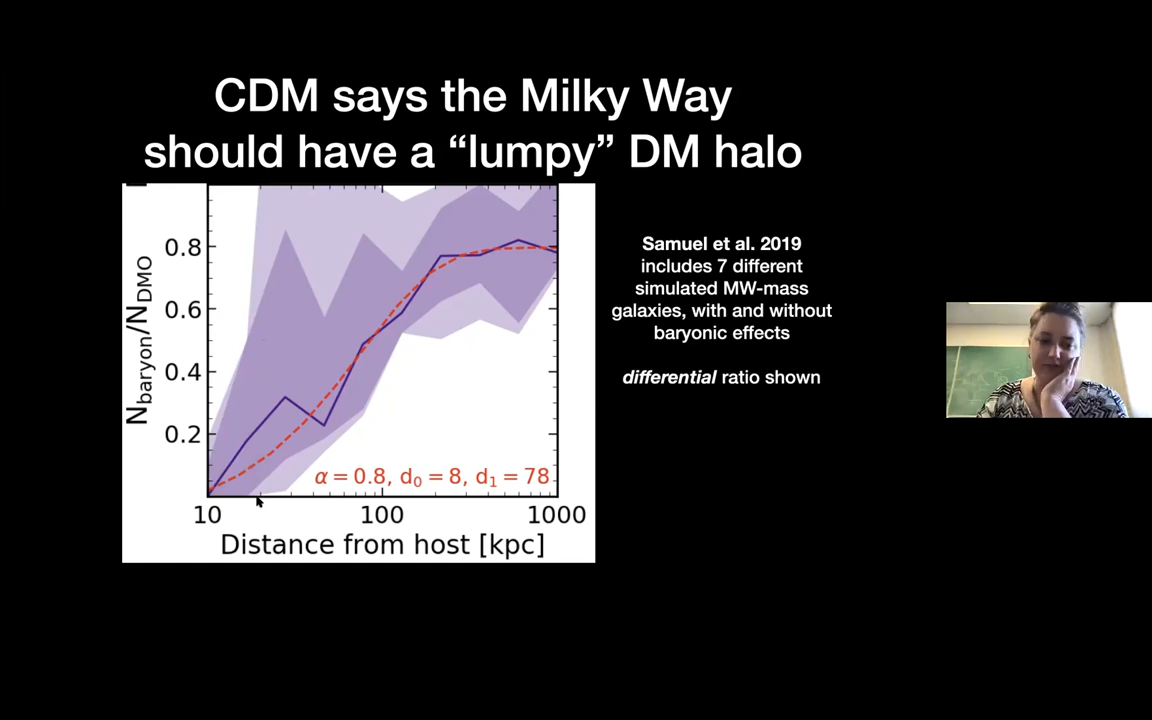 CDM says the Milky Way
should have a “lumpy” DM halo
N_baryon/N_DMO
0.8
0.6
0.4
0.2
α = 0.8, d₀ = 8, d₁ = 78
10 100 1000
Distance from host [kpc]
Samuel et al. 2019
includes 7 different
simulated MW-mass
galaxies, with and without
baryonic effects
differential ratio shown